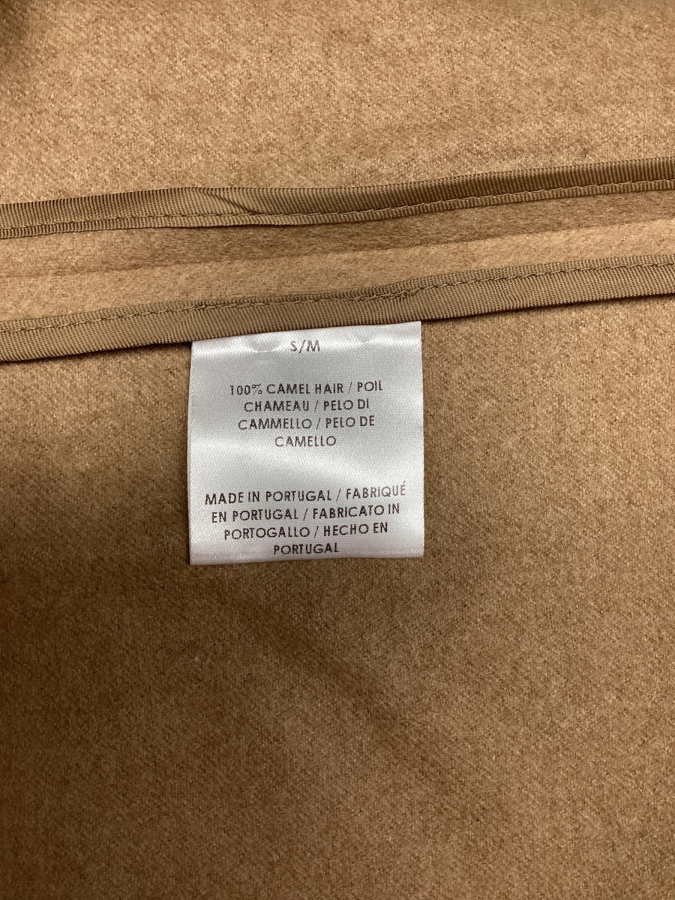 S/M
100% CAMEL HAIR / POIL
CHAMEAU / PELO DI
CAMMELLO / PELO DE
CAMELLO
MADE IN PORTUGAL / FABRIQUÉ
EN PORTUGAL / FABRICATO IN
PORTOGALLO / HECHO EN
PORTUGAL